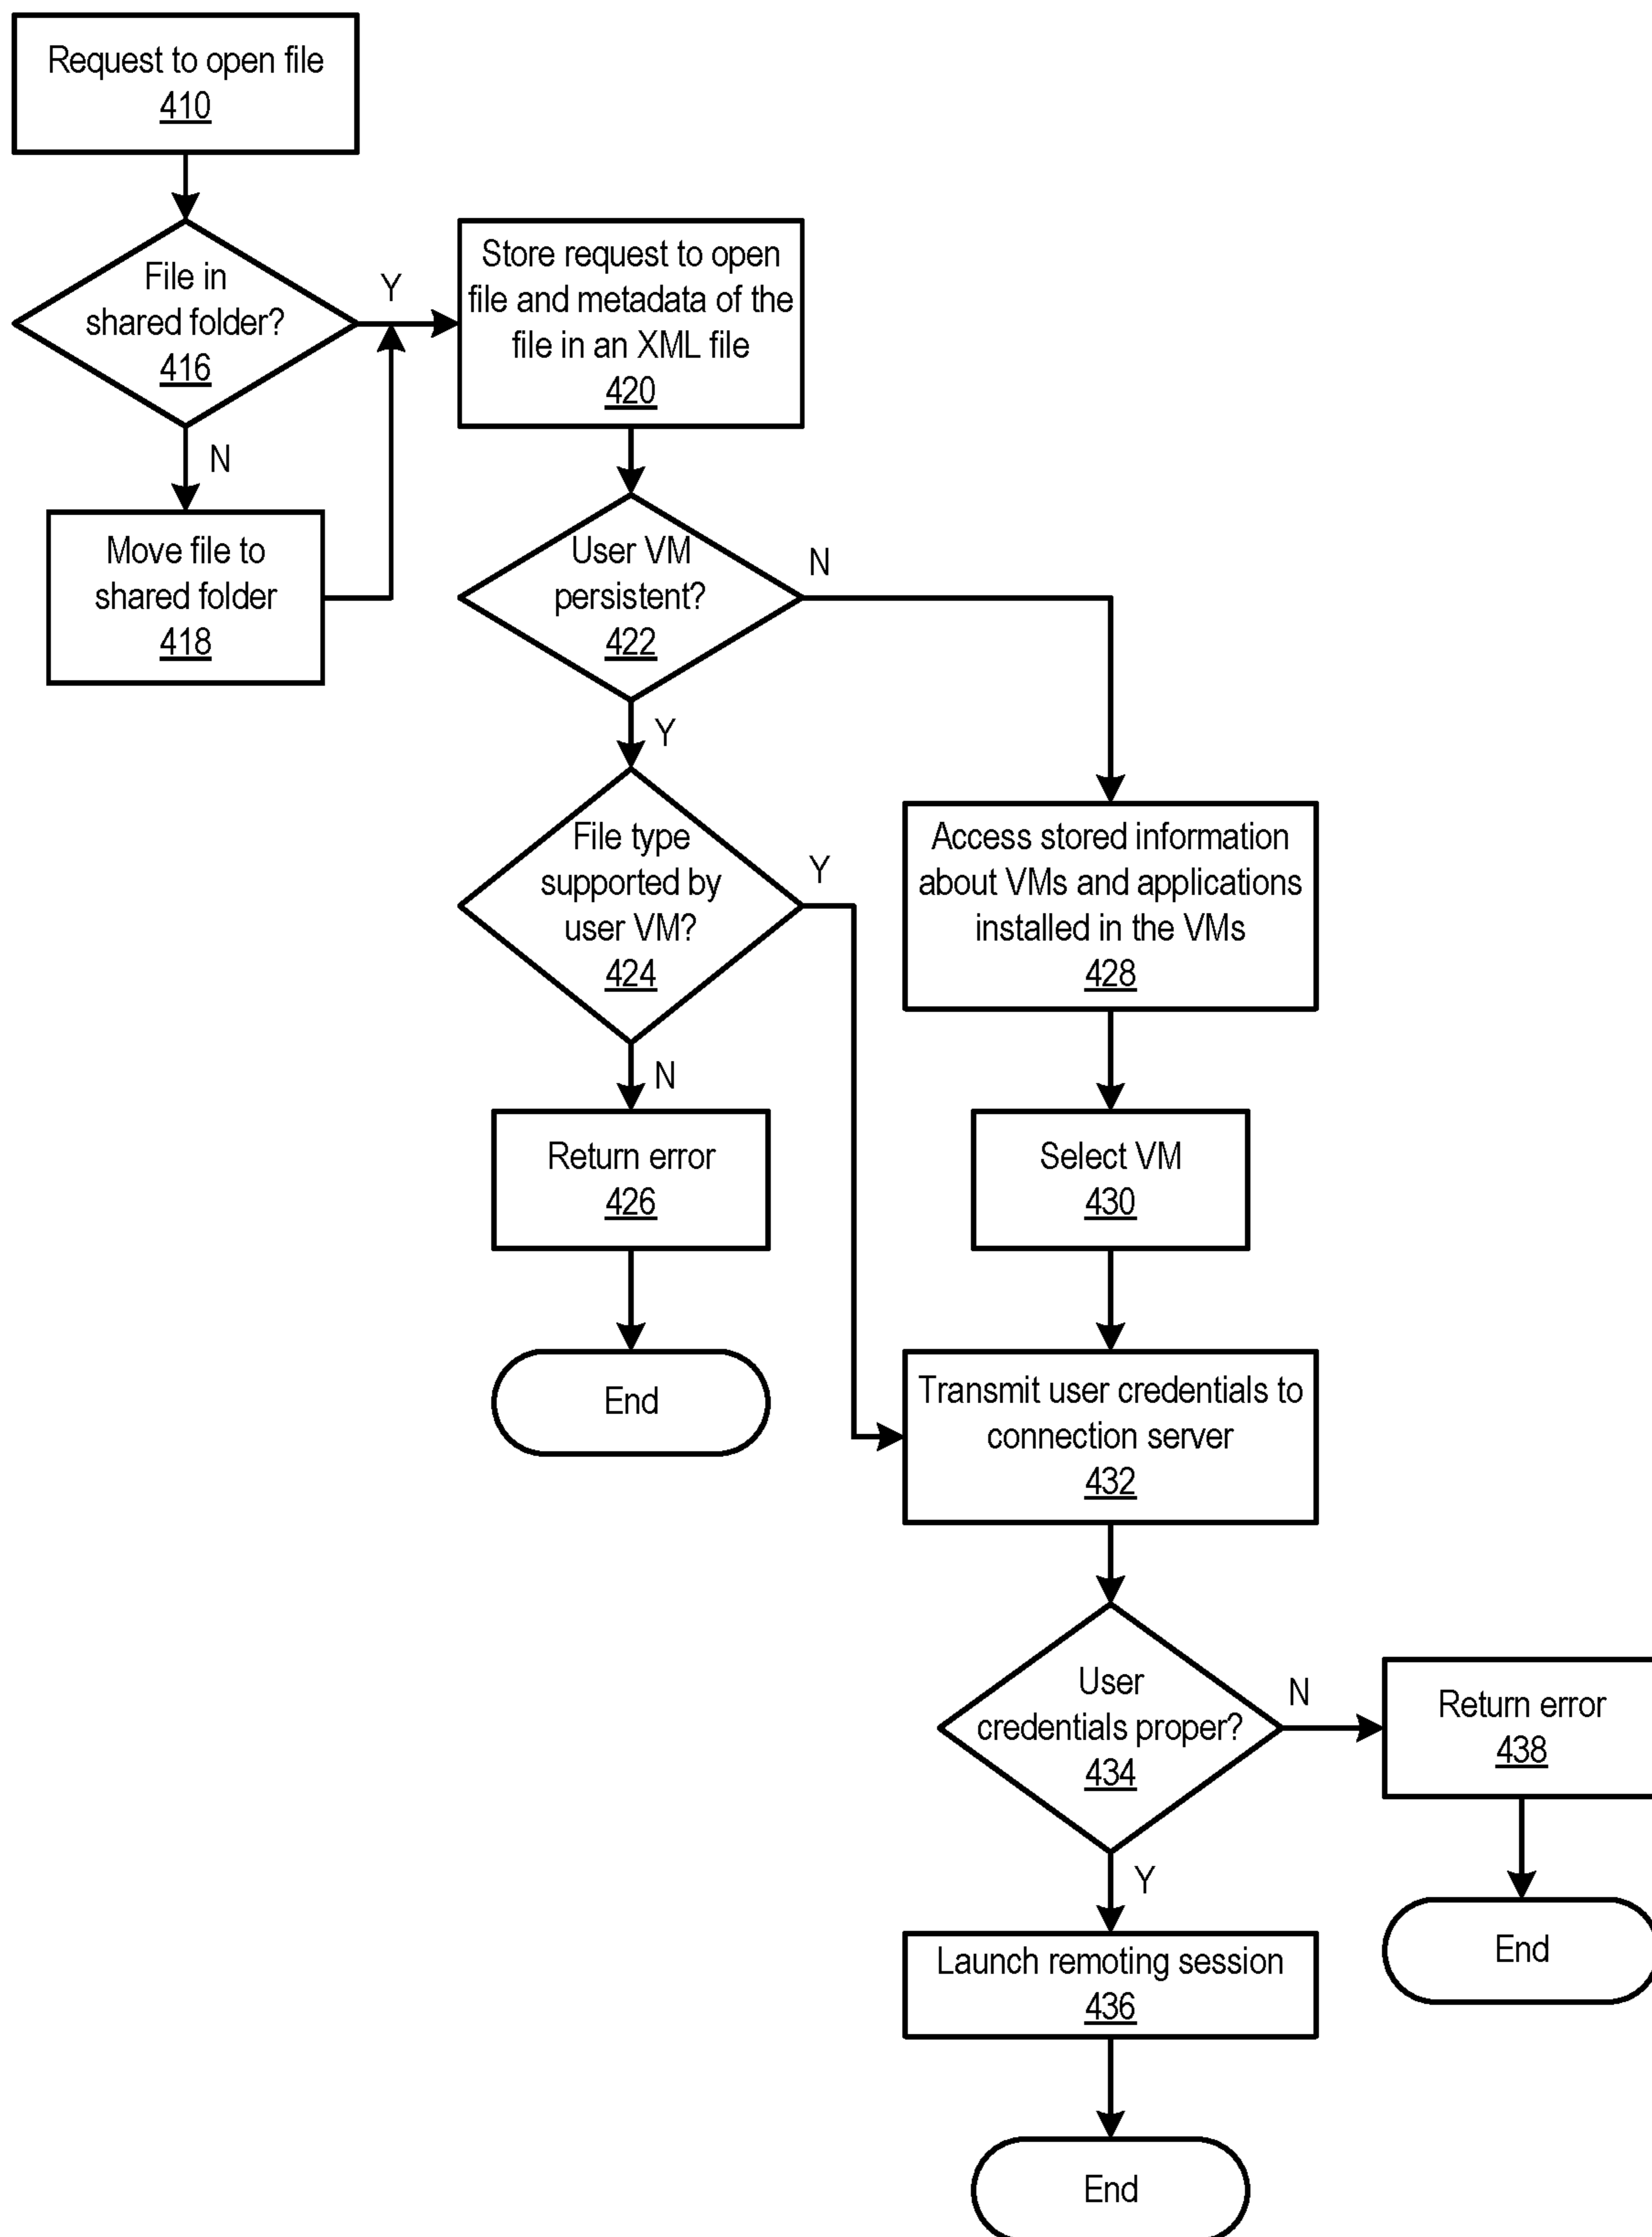 Request to open file
410
File in
shared folder?
416
Y
N
Move file to
shared folder
418
Store request to open
file and metadata of the
file in an XML file
420
User VM
persistent?
422
N
Y
File type
supported by
user VM?
424
Y
N
Return error
426
End
Access stored information
about VMs and applications
installed in the VMs
428
Select VM
430
Transmit user credentials to
connection server
432
User
credentials proper?
434
N
Return error
438
End
Y
Launch remoting session
436
End